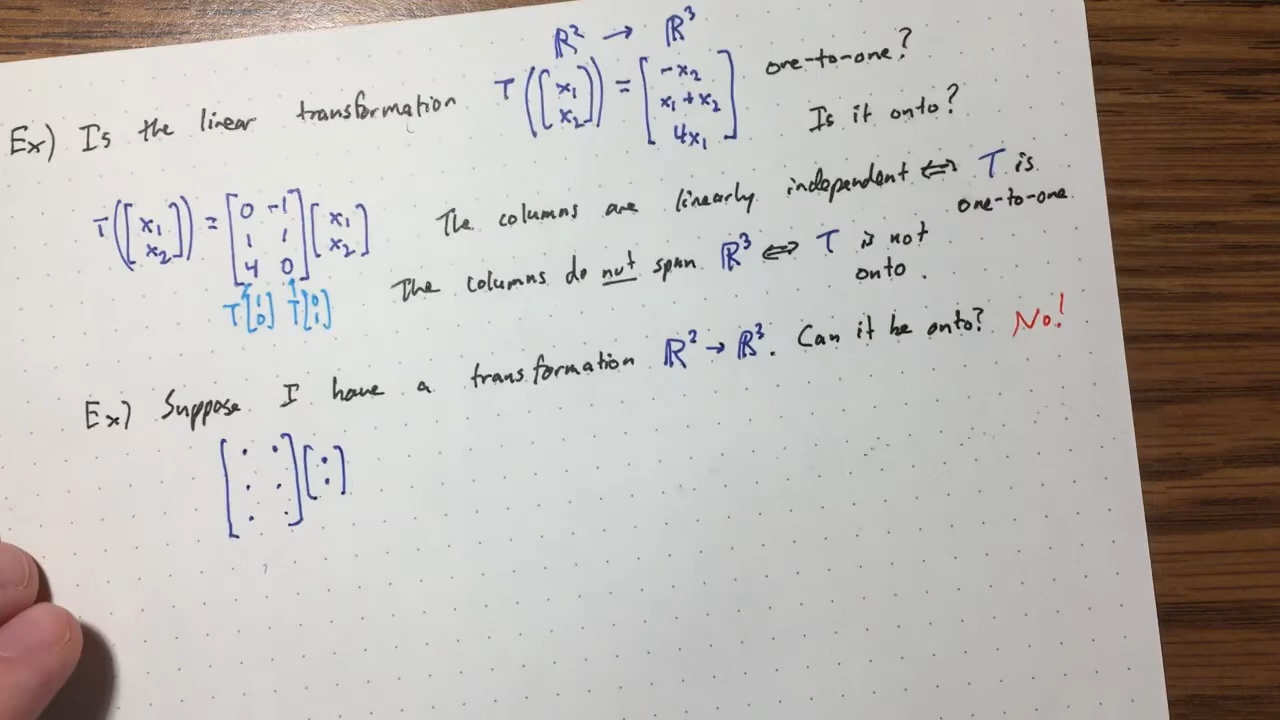 ℝ² → ℝ³
Ex) Is the linear transformation T([x₁ x₂]) = [-x₂ x₁+x₂ 4x₁] one-to-one?
Is it onto?
T([x₁ x₂]) = [0 -1 1 1 4 0][x₁ x₂] The columns are linearly independent ⟺ T is
one-to-one.
The columns do not span ℝ³ ⟺ T is not
onto.
T[1 0] T[0 1]
Ex) Suppose I have a transformation ℝ² → ℝ³. Can it be onto? No!
[· · · · · ·][· ·]